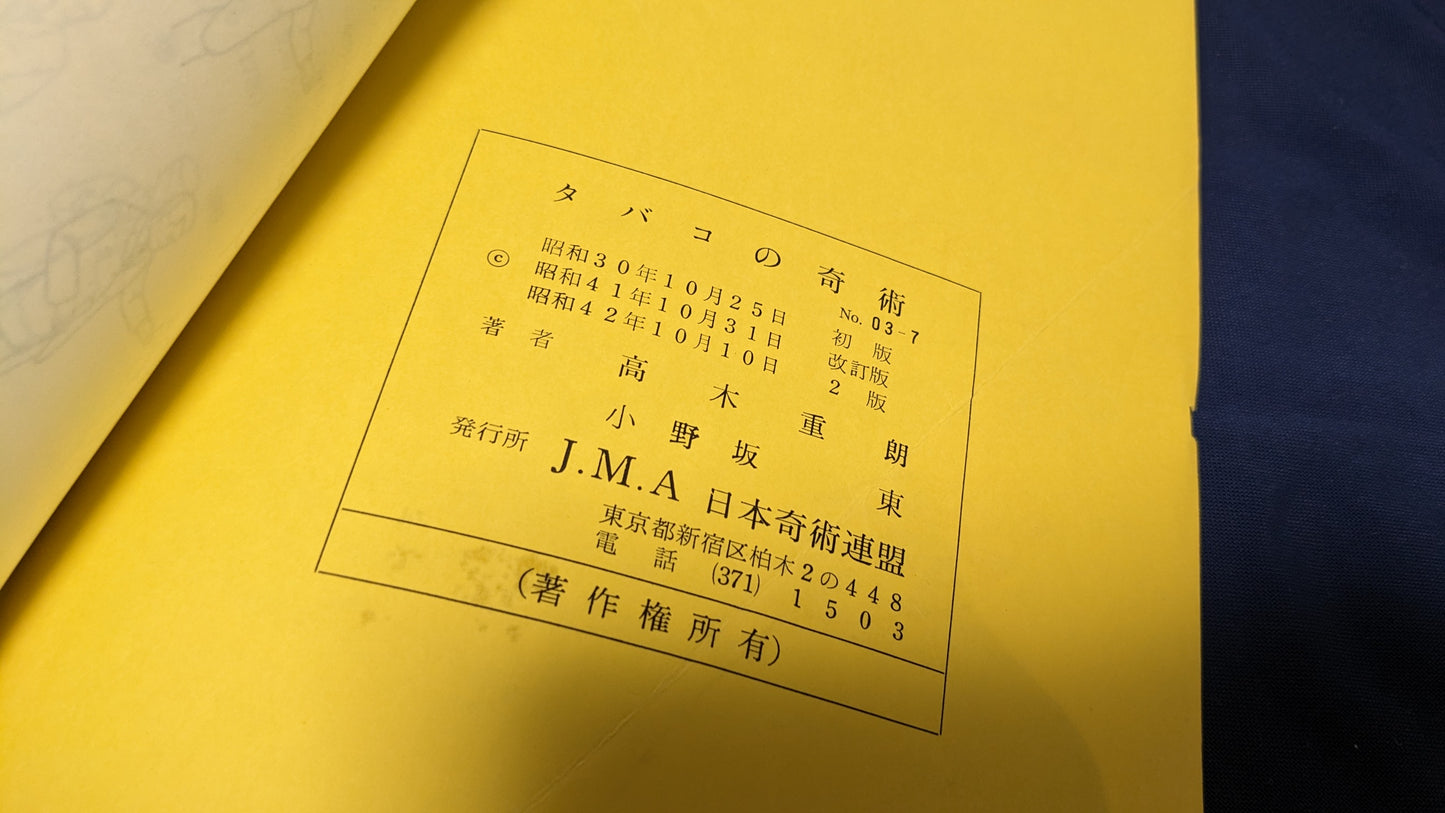 タバコの奇術
No. 03-7
昭和30年10月25日 初版
© 昭和41年10月31日 改訂版
昭和42年10月10日 2版
著者 高木重朗
小野坂東
発行所 J.M.A 日本奇術連盟
東京都新宿区柏木2の448
電話 (371) 1503
(著作権所有)